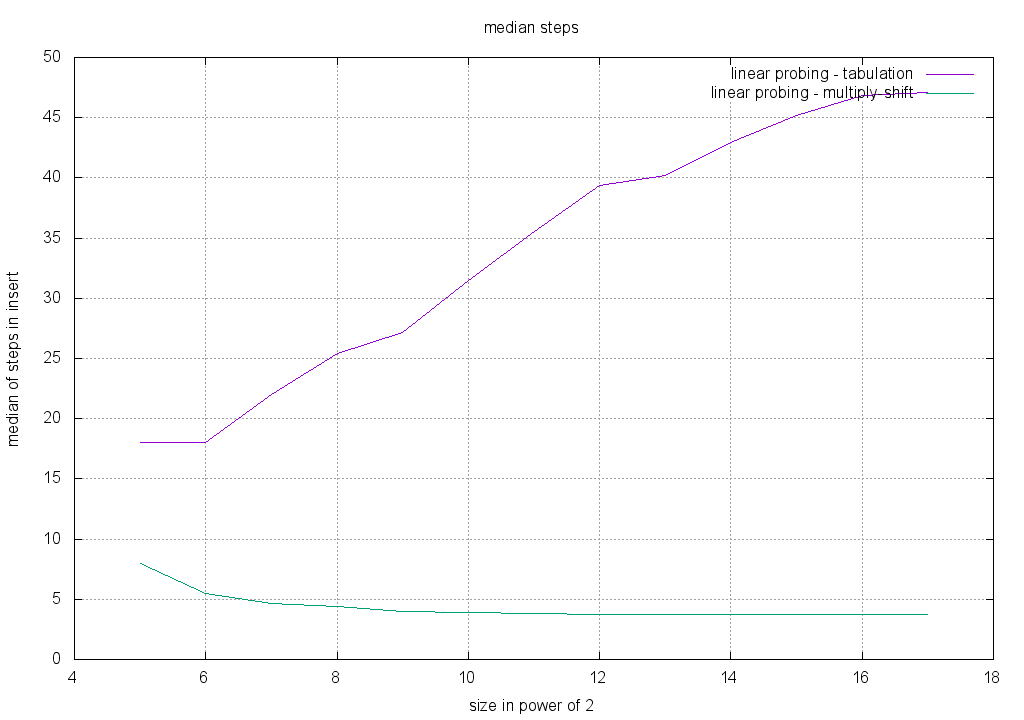 median steps
50
linear probing - tabulation
linear probing - multiply-shift
45
40
35
30
25
20
15
10
5
0
median of steps in insert
4 6 8 10 12 14 16 18
size in power of 2